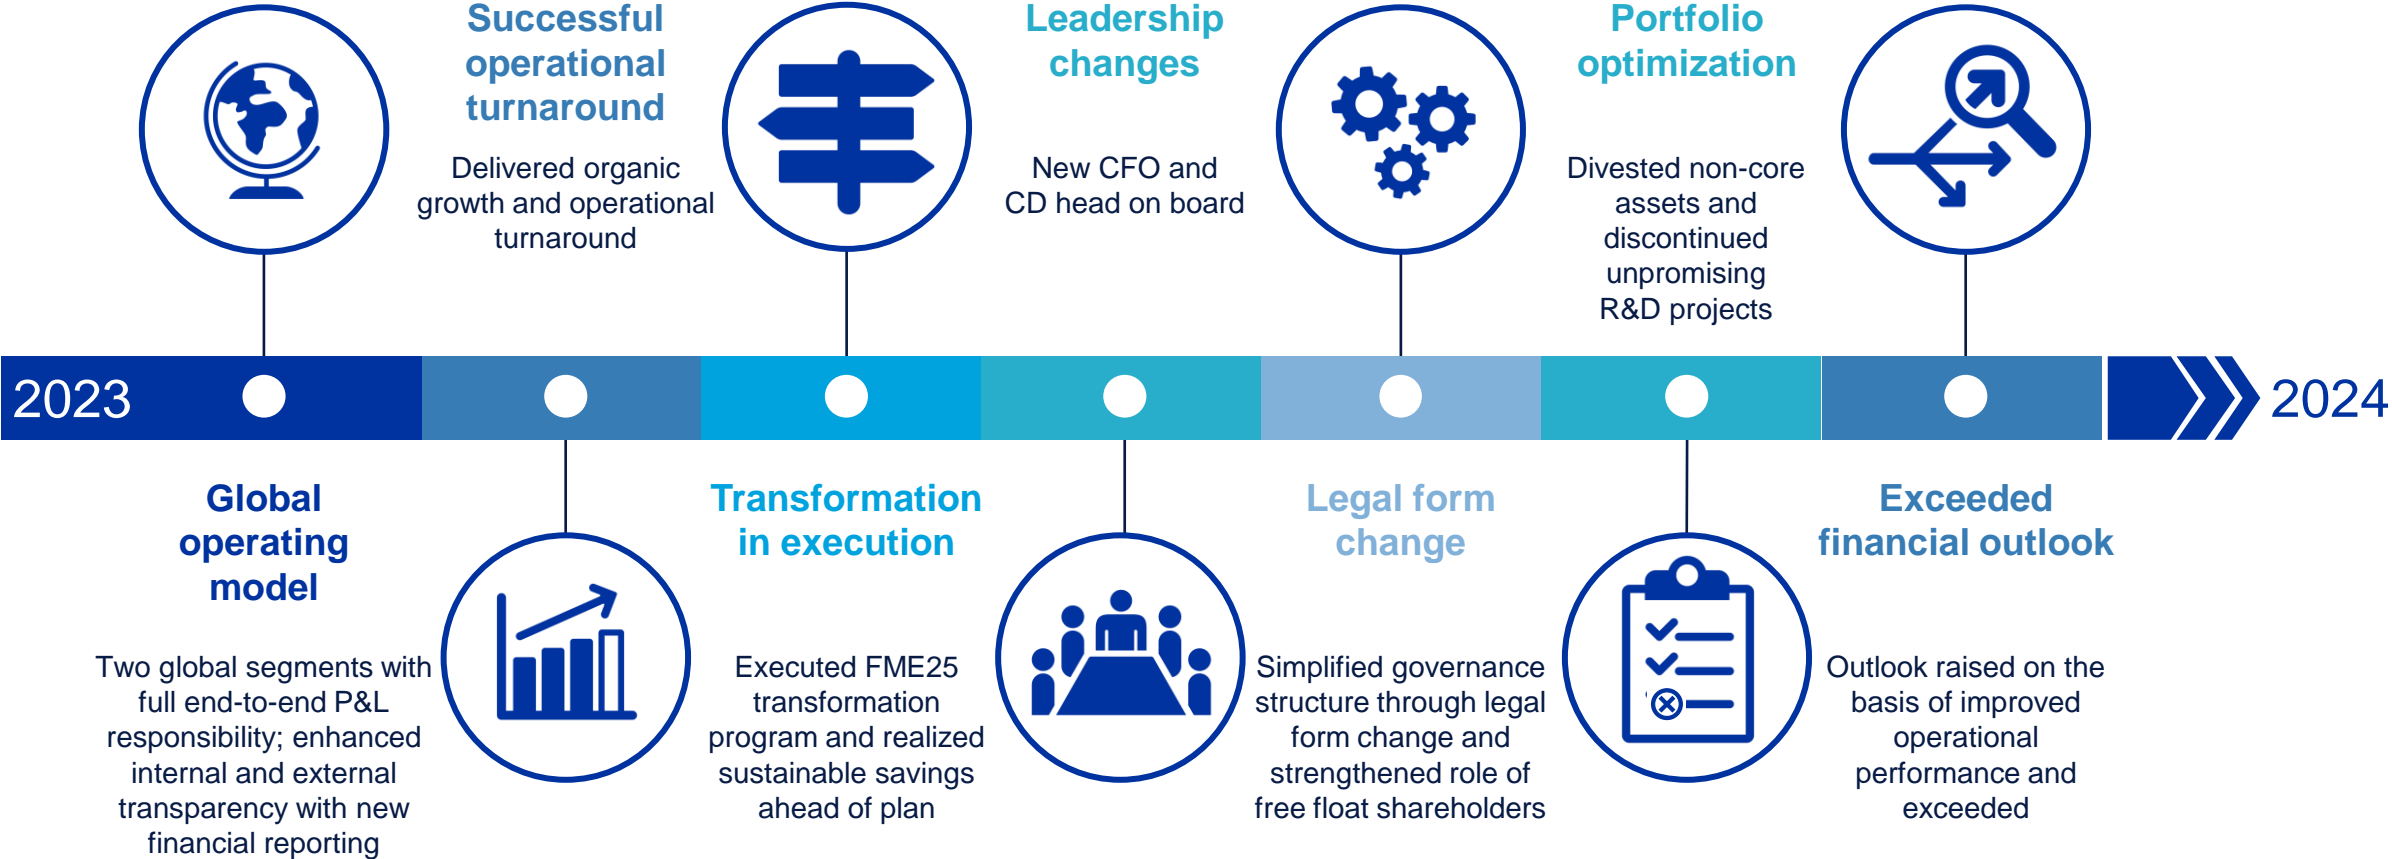 2023
Global
operating
model
Two global segments with
full end-to-end P&L
responsibility; enhanced
internal and external
transparency with new
financial reporting
Successful
operational
turnaround
Delivered organic
growth and operational
turnaround
Transformation
in execution
Executed FME25
transformation
program and realized
sustainable savings
ahead of plan
Leadership
changes
New CFO and
CD head on board
Legal form
change
Simplified governance
structure through legal
form change and
strengthened role of
free float shareholders
Portfolio
optimization
Divested non-core
assets and
discontinued
unpromising
R&D projects
Exceeded
financial outlook
Outlook raised on the
basis of improved
operational
performance and
exceeded
2024